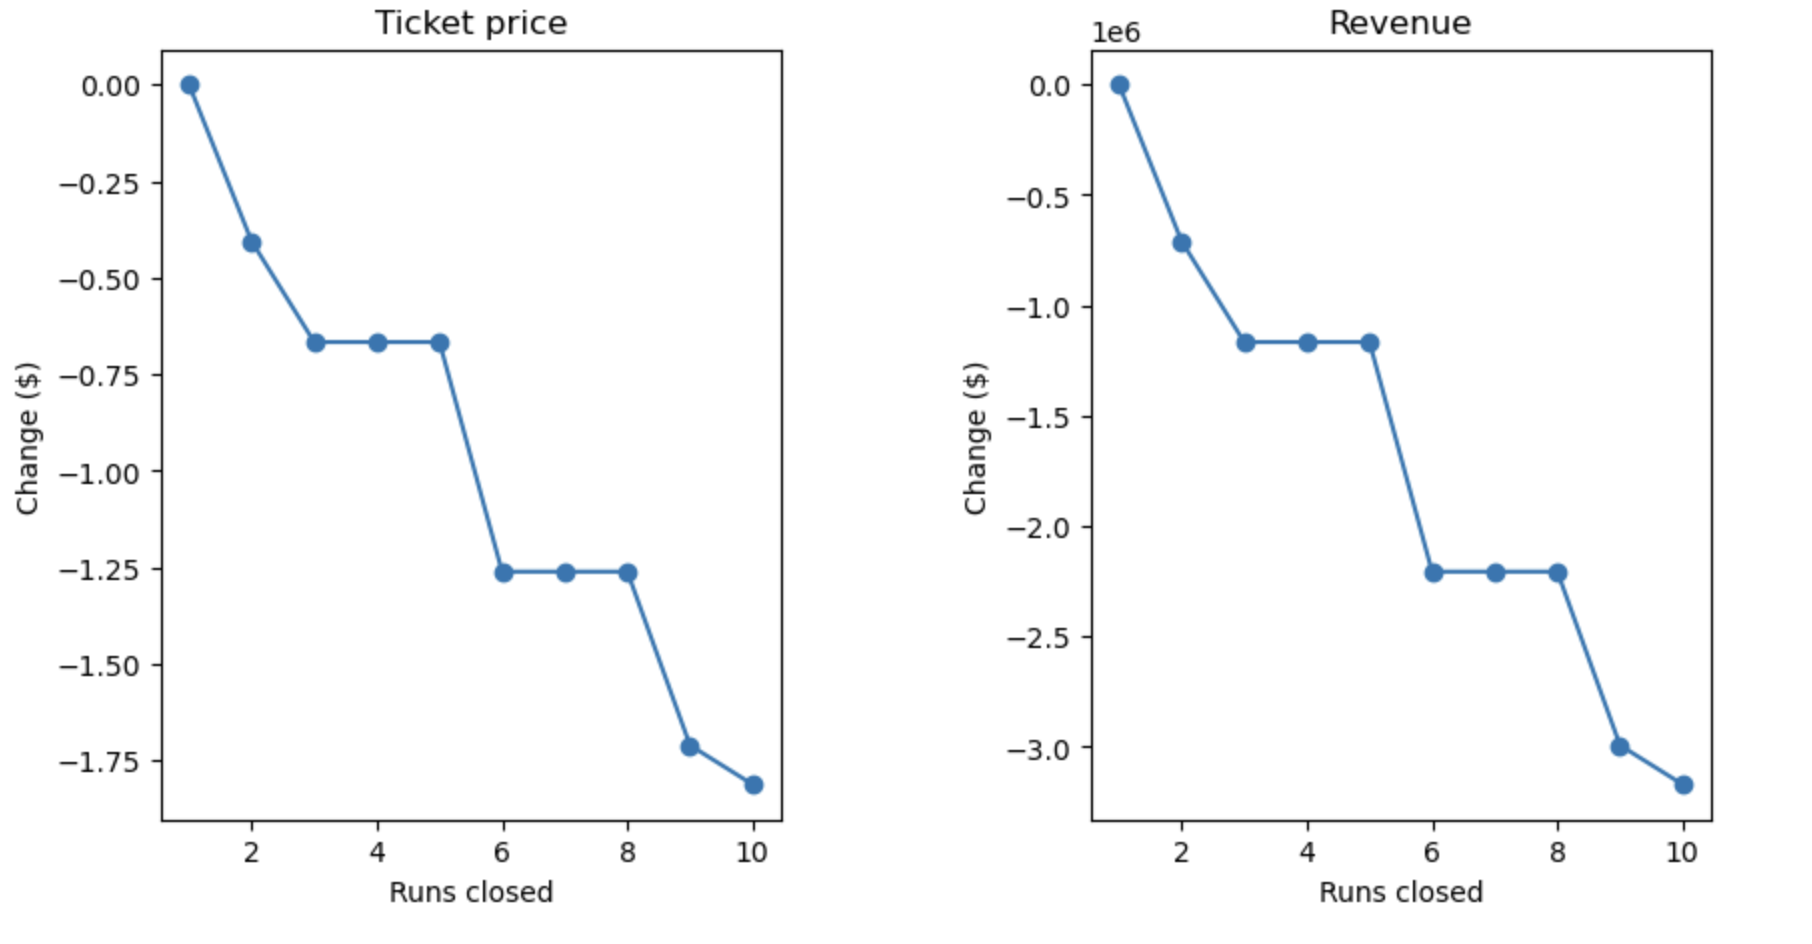 Ticket price
0.00
−0.25
−0.50
−0.75
−1.00
−1.25
−1.50
−1.75
Change ($)
2 4 6 8 10
Runs closed
Revenue
1e6
0.0
−0.5
−1.0
−1.5
−2.0
−2.5
−3.0
Change ($)
2 4 6 8 10
Runs closed